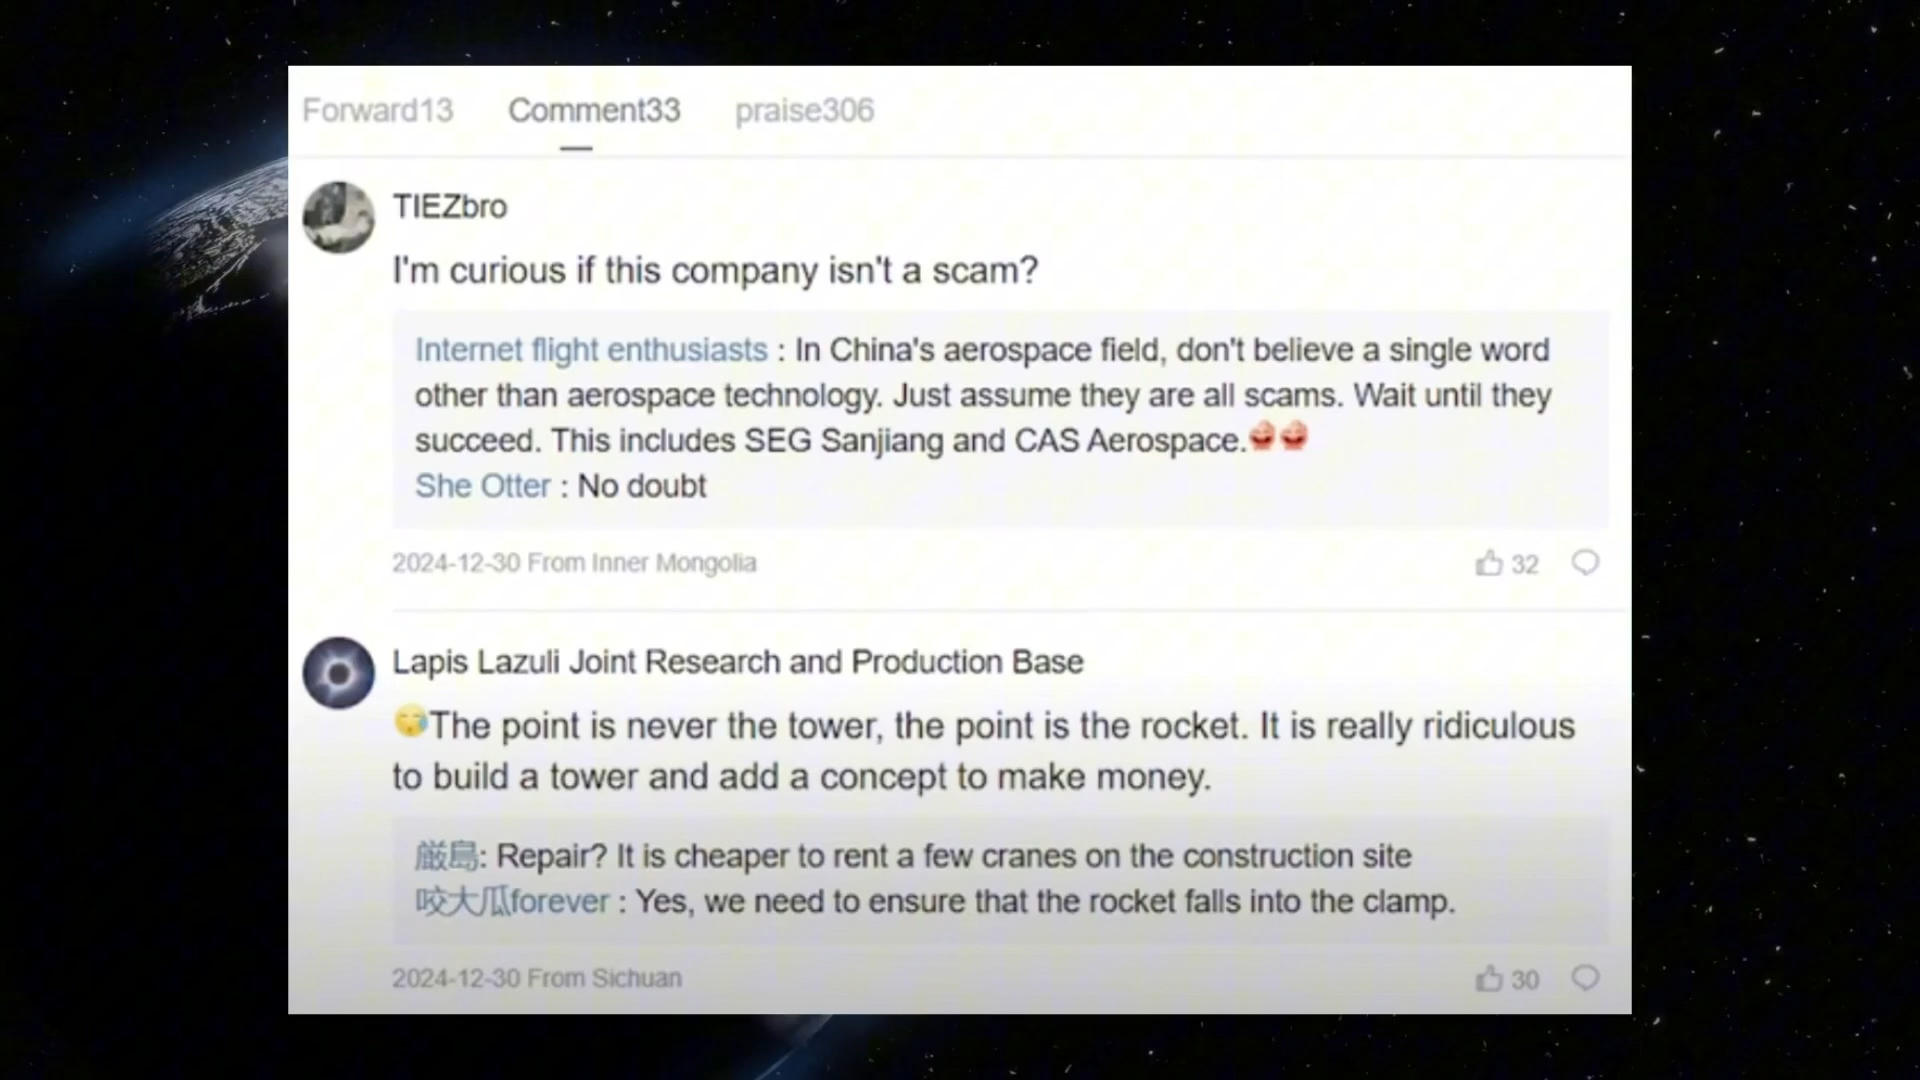 Forward13 Comment33 praise306
TIEZbro
I'm curious if this company isn't a scam?
Internet flight enthusiasts : In China's aerospace field, don't believe a single word
other than aerospace technology. Just assume they are all scams. Wait until they
succeed. This includes SEG Sanjiang and CAS Aerospace.
She Otter : No doubt
2024-12-30 From Inner Mongolia 32
Lapis Lazuli Joint Research and Production Base
The point is never the tower, the point is the rocket. It is really ridiculous
to build a tower and add a concept to make money.
厳島: Repair? It is cheaper to rent a few cranes on the construction site
咬大瓜forever : Yes, we need to ensure that the rocket falls into the clamp.
2024-12-30 From Sichuan 30